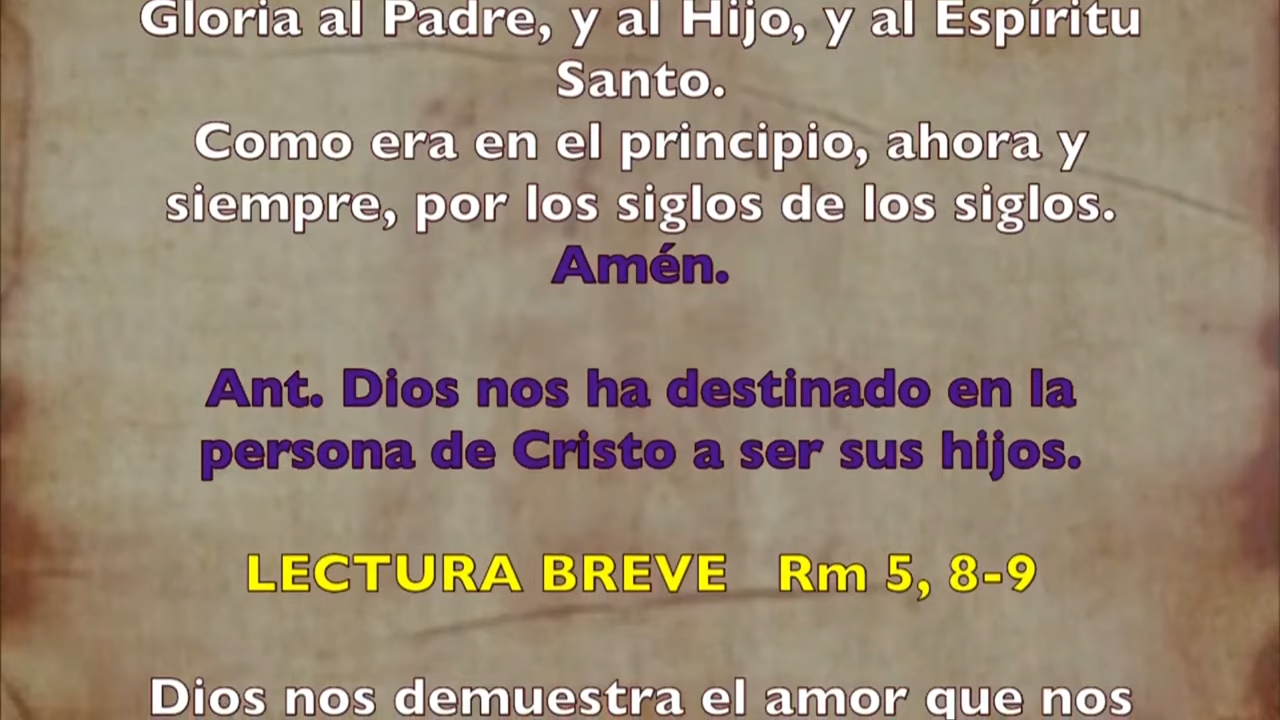 Gloria al Padre, y al Hijo, y al Espíritu
Santo.
Como era en el principio, ahora y
siempre, por los siglos de los siglos.
Amén.
Ant. Dios nos ha destinado en la
persona de Cristo a ser sus hijos.
LECTURA BREVE Rm 5, 8-9
Dios nos demuestra el amor que nos